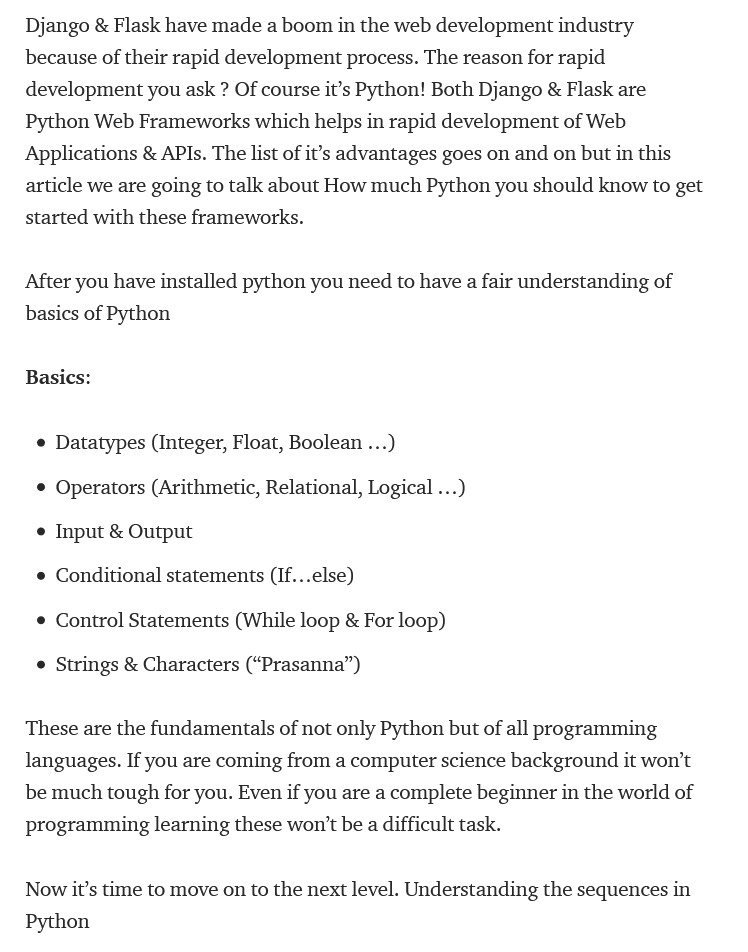 Django & Flask have made a boom in the web development industry
because of their rapid development process. The reason for rapid
development you ask ? Of course it’s Python! Both Django & Flask are
Python Web Frameworks which helps in rapid development of Web
Applications & APIs. The list of it’s advantages goes on and on but in this
article we are going to talk about How much Python you should know to get
started with these frameworks.
After you have installed python you need to have a fair understanding of
basics of Python
Basics:
• Datatypes (Integer, Float, Boolean …)
• Operators (Arithmetic, Relational, Logical …)
• Input & Output
• Conditional statements (If…else)
• Control Statements (While loop & For loop)
• Strings & Characters (“Prasanna”)
These are the fundamentals of not only Python but of all programming
languages. If you are coming from a computer science background it won’t
be much tough for you. Even if you are a complete beginner in the world of
programming learning these won’t be a difficult task.
Now it’s time to move on to the next level. Understanding the sequences in
Python